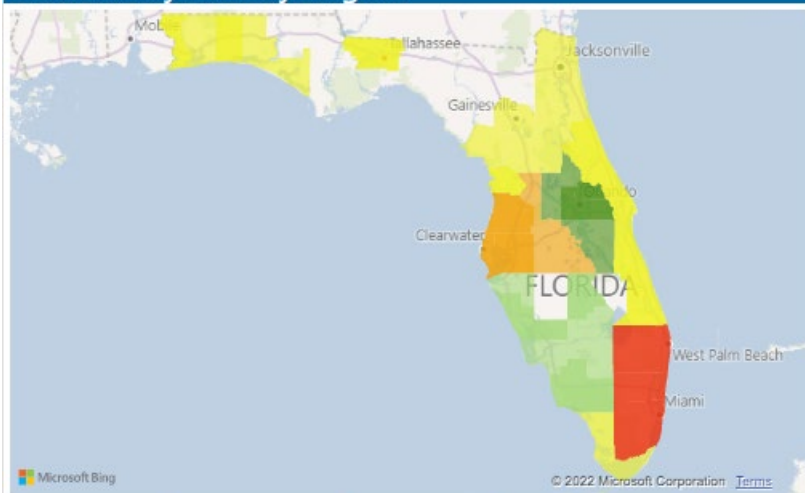 Mobile
Tallahassee
Jacksonville
Gainesville
Orlando
Clearwater
FLORIDA
West Palm Beach
Miami
Microsoft Bing
© 2022 Microsoft Corporation Terms